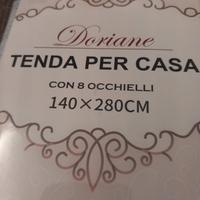 Doriane
TENDA PER CASA
CON 8 OCCHIELLI
140×280CM